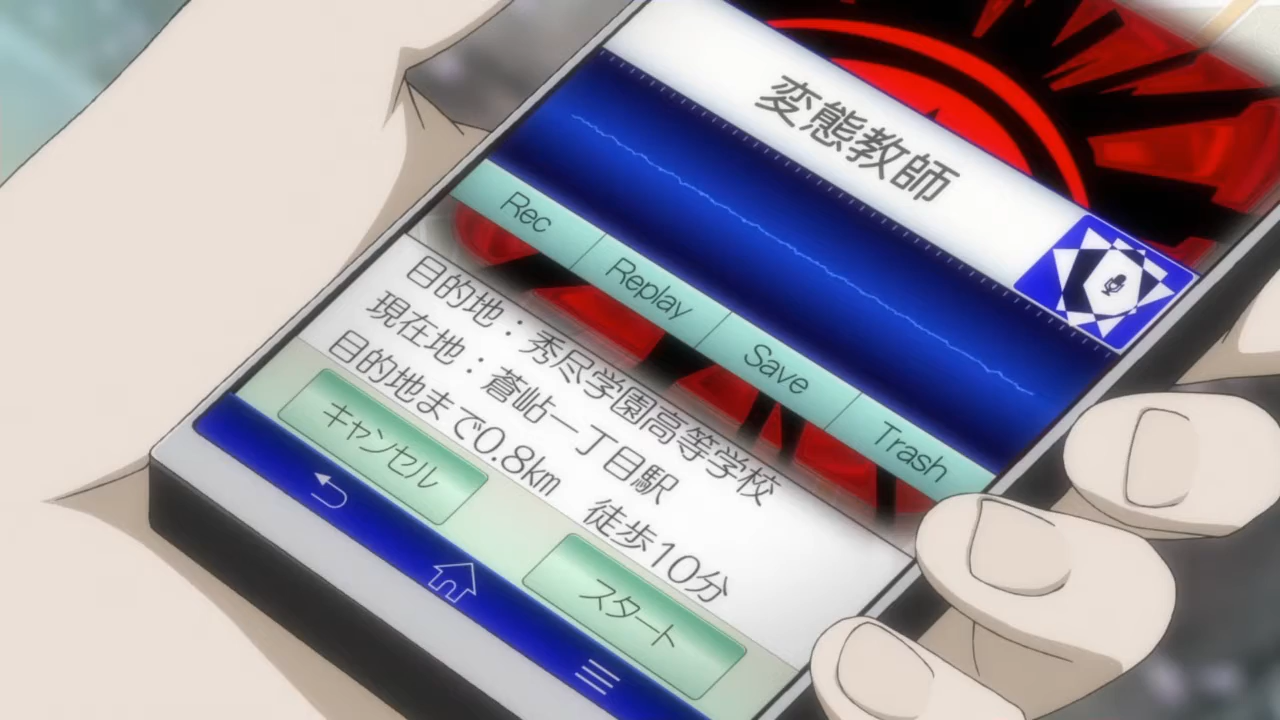 変態教師
Rec
Replay
Save
Trash
目的地：秀尽学園高等学校
現在地：蒼山一丁目駅
目的地まで0.8km 徒歩10分
キャンセル
スタート